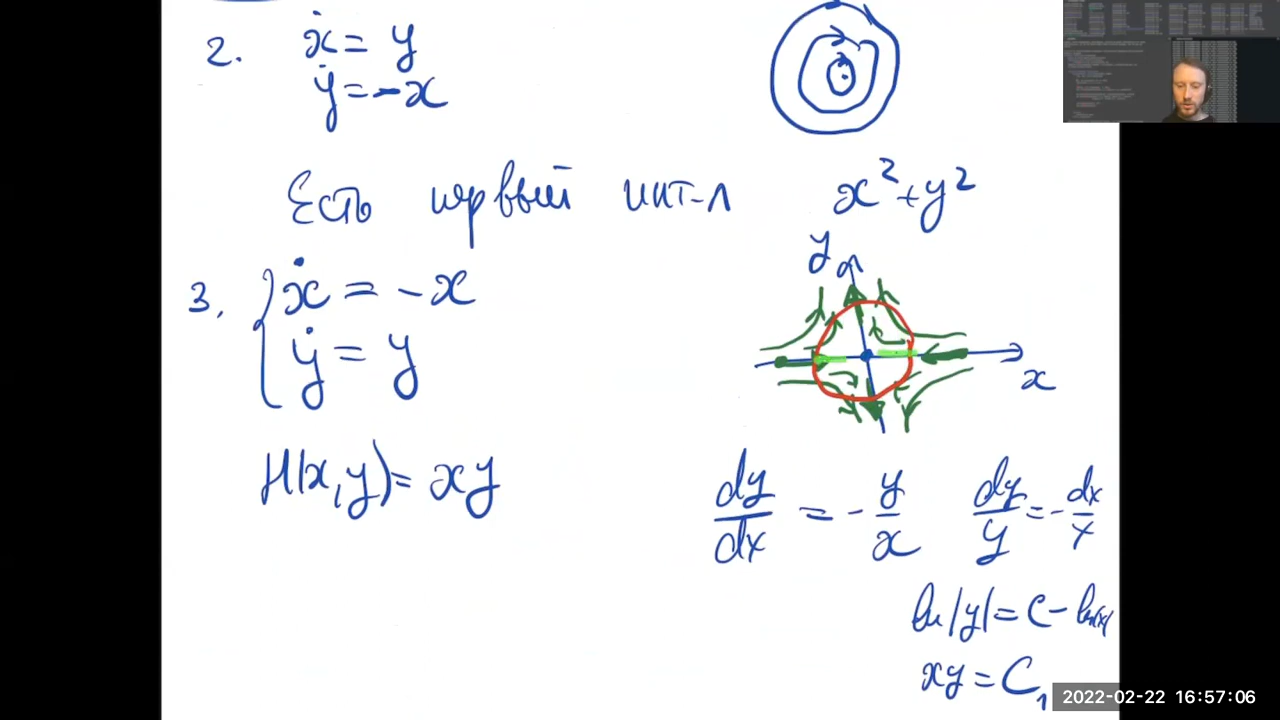 2. ẋ = y
ẏ = -x
Есть первый инт-л x² + y²
y
3. ẋ = -x
ẏ = y
x
H(x, y) = xy
dy/dx = - y/x dy/y = - dx/x
ln|y| = C - ln|x|
xy = C₁
2022-02-22 16:57:06